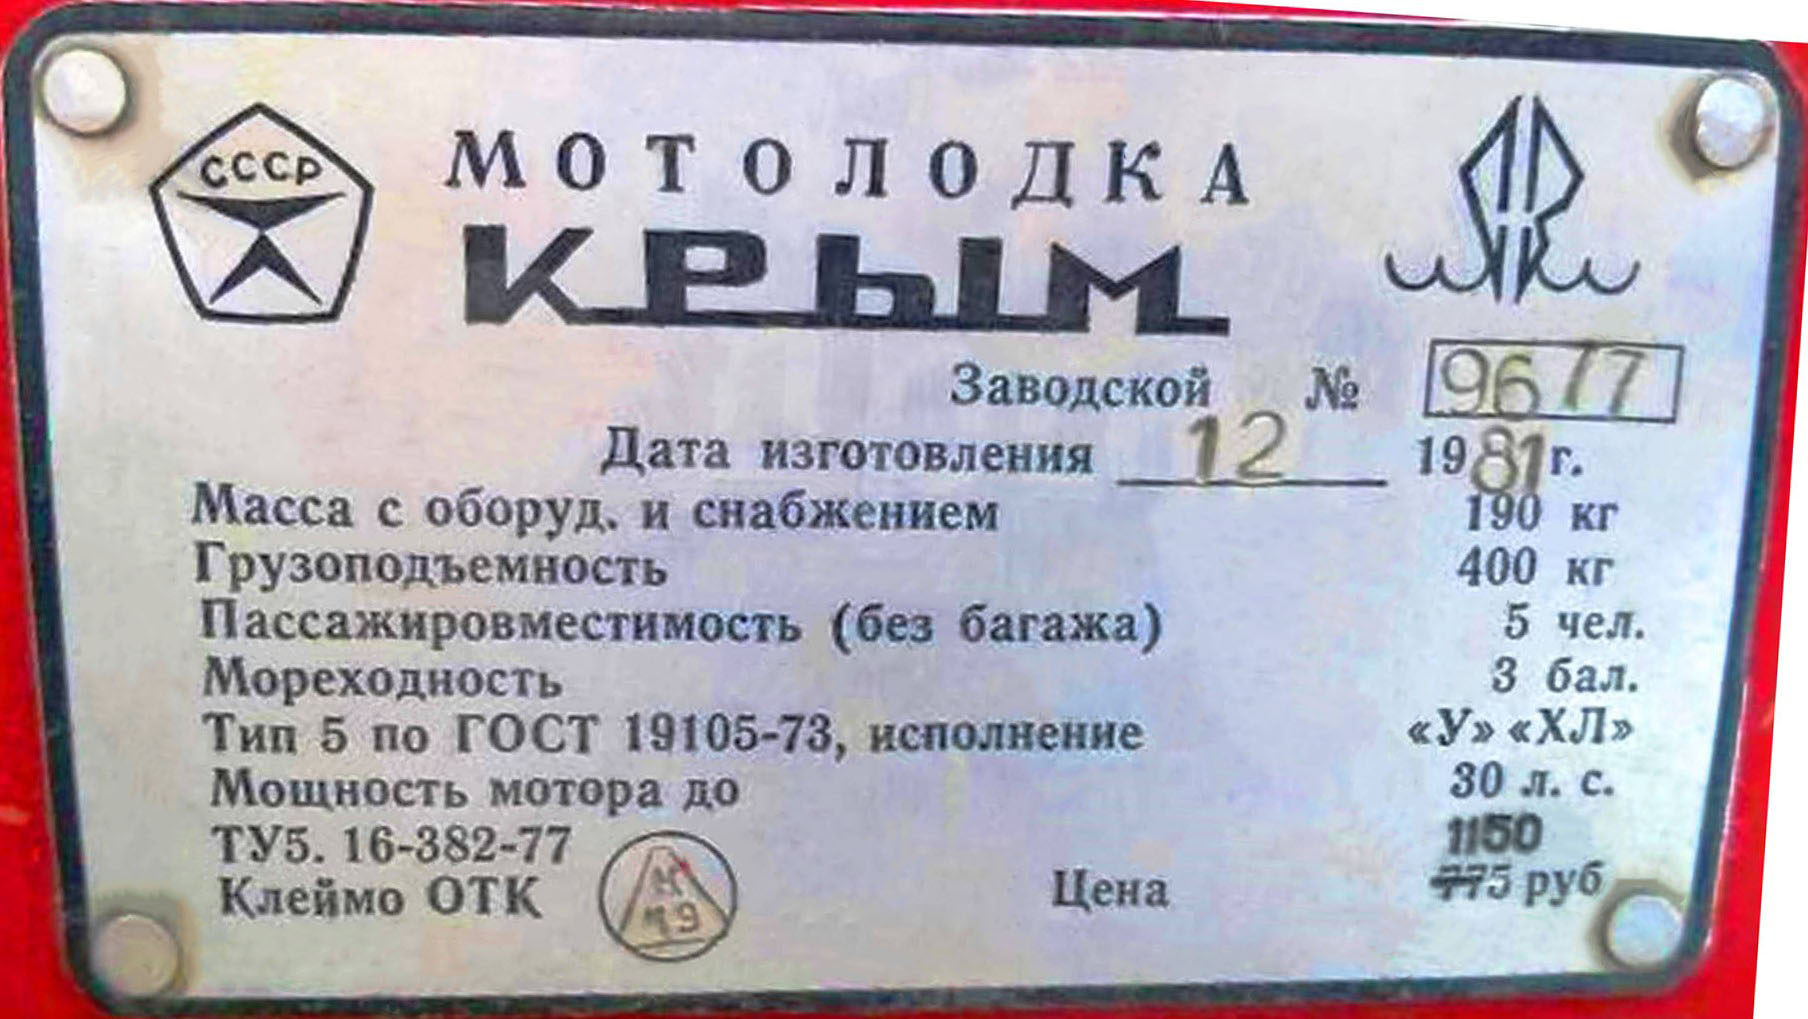 СССР
МОТОЛОДКА
КРЫМ
Заводской № 9677
Дата изготовления 12 1981 г.
Масса с оборуд. и снабжением 190 кг
Грузоподъемность 400 кг
Пассажировместимость (без багажа) 5 чел.
Мореходность 3 бал.
Тип 5 по ГОСТ 19105-73, исполнение «У» «ХЛ»
Мощность мотора до 30 л. с.
ТУ5. 16-382-77 1150
Клеймо ОТК Цена 775 руб